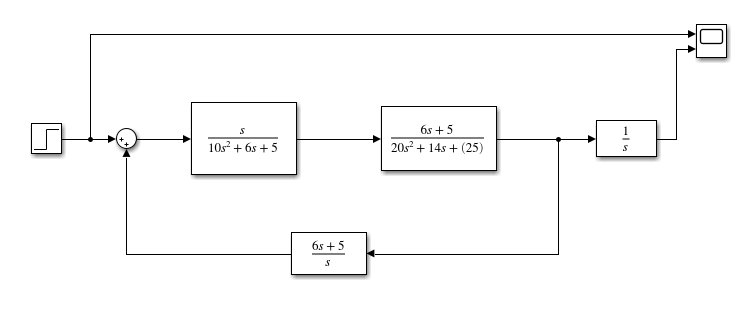 s
10s² + 6s + 5
6s + 5
20s² + 14s + (25)
1
s
+
+
6s + 5
s